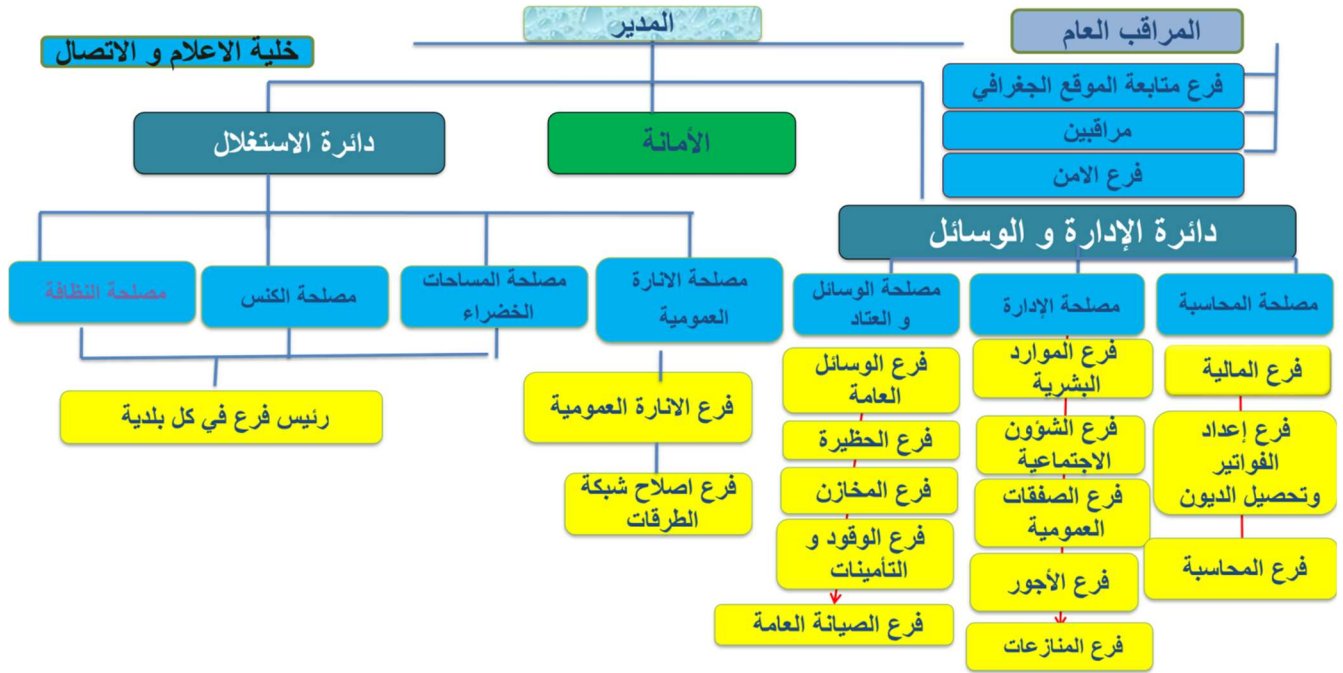 المدير
المراقب العام
خلية الاعلام و الاتصال
فرع متابعة الموقع الجغرافي
مراقبين
فرع الامن
الأمانة
دائرة الاستغلال
دائرة الإدارة و الوسائل
مصلحة المحاسبة
مصلحة الإدارة
مصلحة الوسائل
و العتاد
مصلحة الانارة
العمومية
مصلحة المساحات
الخضراء
مصلحة الكنس
مصلحة النظافة
فرع المالية
فرع إعداد
الفواتير
وتحصيل الديون
فرع المحاسبة
فرع الموارد
البشرية
فرع الشؤون
الاجتماعية
فرع الصفقات
العمومية
فرع الأجور
فرع المنازعات
فرع الوسائل
العامة
فرع الحظيرة
فرع المخازن
فرع الوقود و
التأمينات
فرع الصيانة العامة
فرع الانارة العمومية
فرع اصلاح شبكة
الطرقات
رئيس فرع في كل بلدية